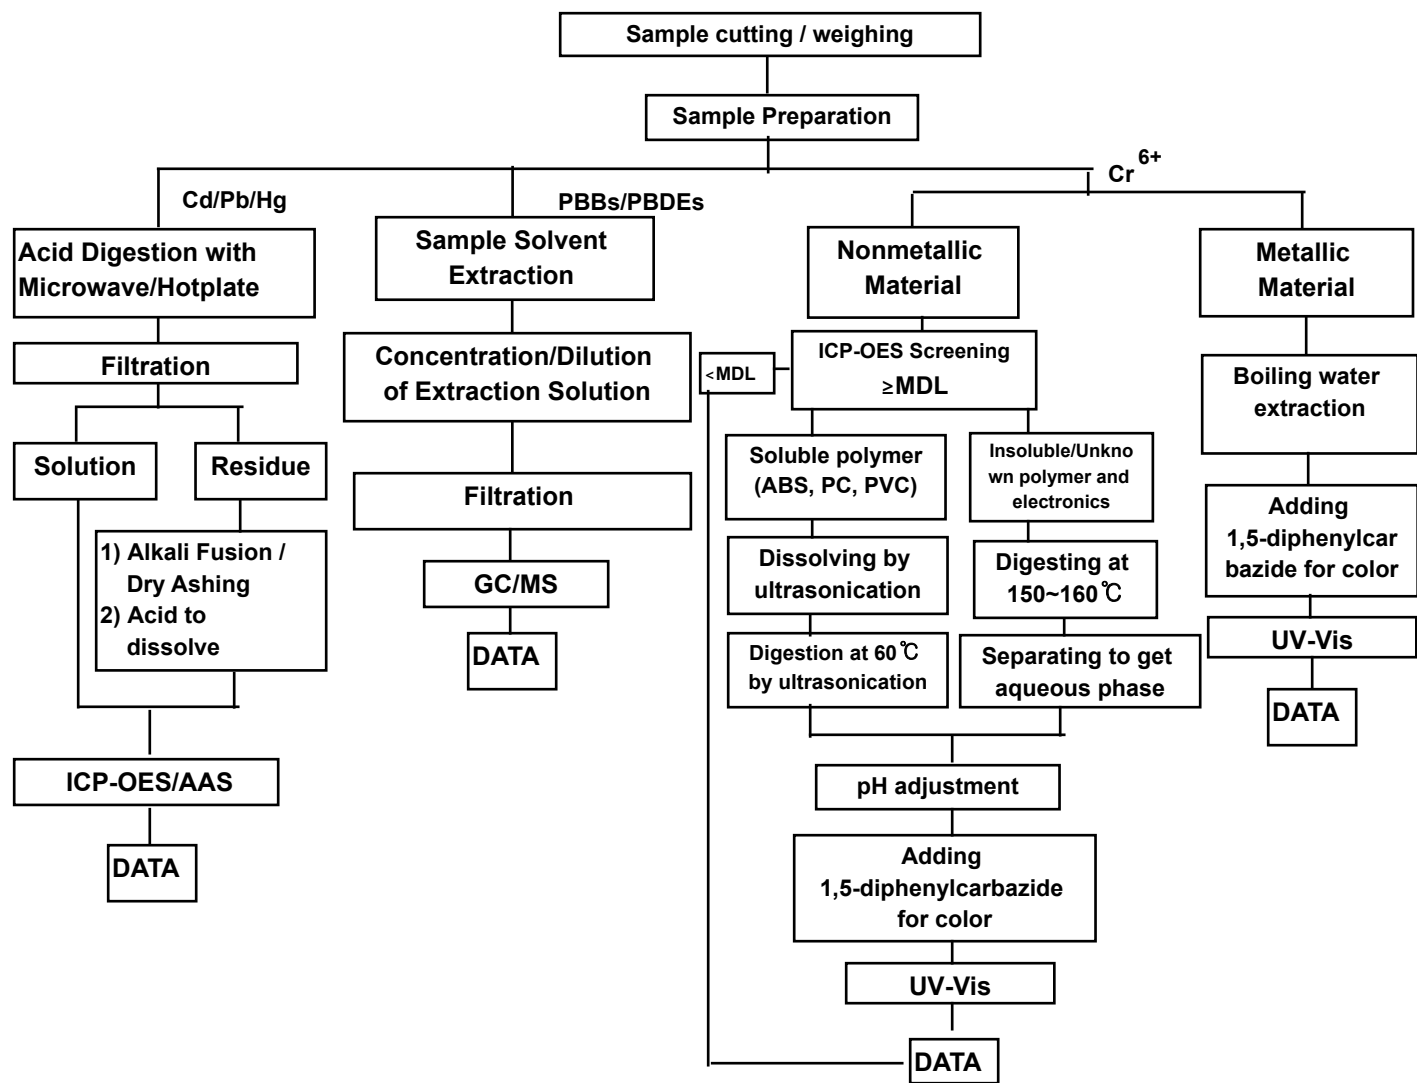 Sample cutting / weighing
Sample Preparation
Cr 6+
Cd/Pb/Hg
PBBs/PBDEs
Acid Digestion with
Microwave/Hotplate
Filtration
Solution
Residue
1) Alkali Fusion /
Dry Ashing
2) Acid to
dissolve
ICP-OES/AAS
DATA
Sample Solvent
Extraction
Concentration/Dilution
of Extraction Solution
Filtration
GC/MS
DATA
Nonmetallic
Material
ICP-OES Screening
≥MDL
<MDL
Soluble polymer
(ABS, PC, PVC)
Dissolving by
ultrasonication
Digestion at 60℃
by ultrasonication
Insoluble/Unkno
wn polymer and
electronics
Digesting at
150~160℃
Separating to get
aqueous phase
pH adjustment
Adding
1,5-diphenylcarbazide
for color
UV-Vis
DATA
Metallic
Material
Boiling water
extraction
Adding
1,5-diphenylcar
bazide for color
UV-Vis
DATA